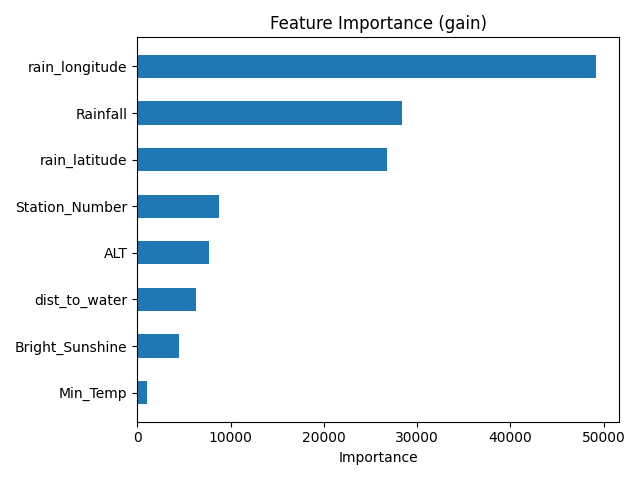 Feature Importance (gain)
rain_longitude
Rainfall
rain_latitude
Station_Number
ALT
dist_to_water
Bright_Sunshine
Min_Temp
0 10000 20000 30000 40000 50000
Importance